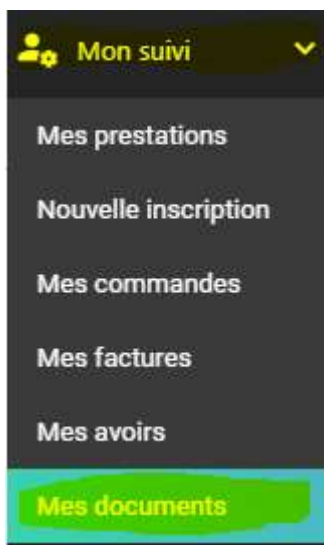 Mon suivi
Mes prestations
Nouvelle inscription
Mes commandes
Mes factures
Mes avoirs
Mes documents